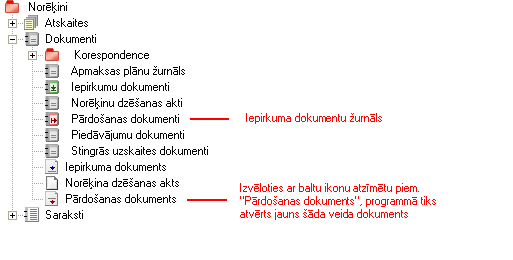 Norēķini
Atskaites
Dokumenti
Korespondence
Apmaksas plānu žurnāls
Iepirkumu dokumenti
Norēķinu dzēšanas akti
Pārdošanas dokumenti
Iepirkuma dokumentu žurnāls
Piedāvājumu dokumenti
Stingrās uzskaites dokumenti
Iepirkuma dokuments
Norēķina dzēšanas akts
Pārdošanas dokuments
Izvēloties ar baltu ikonu atzīmētu piem.
"Pārdošanas dokuments", programmā tiks
atvērts jauns šāda veida dokuments
Saraksti